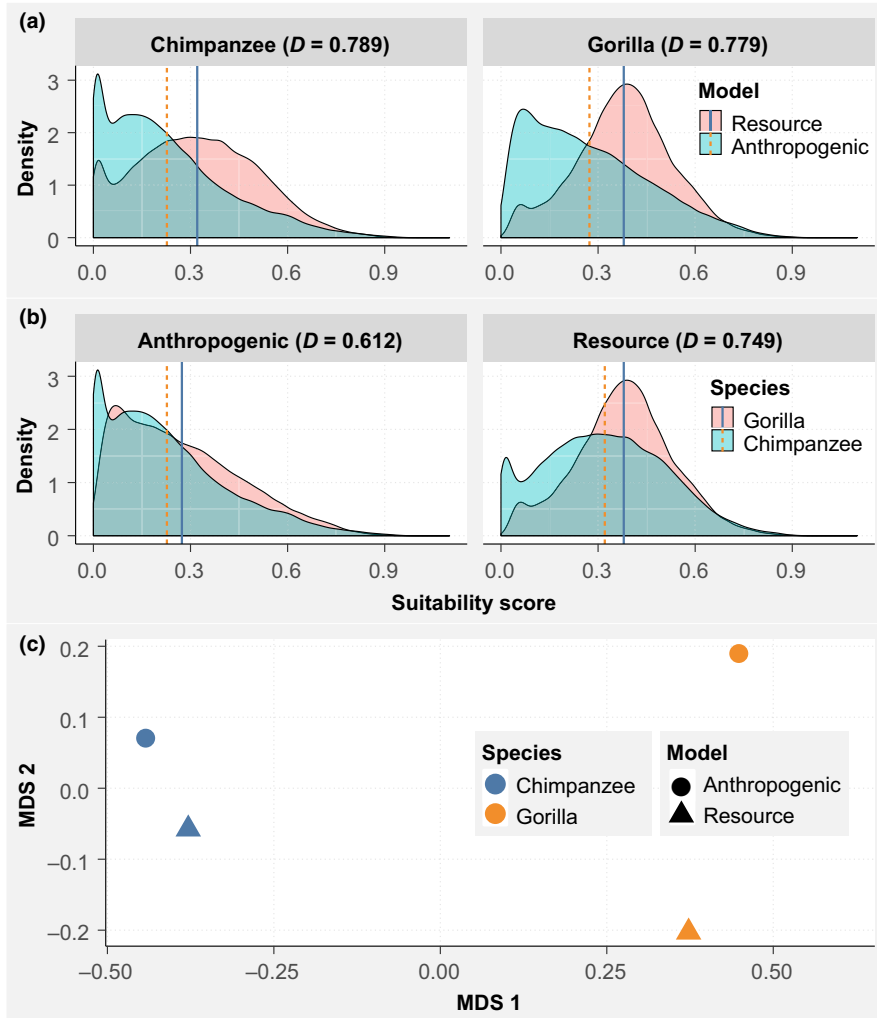 (a)
Chimpanzee (D = 0.789)
Gorilla (D = 0.779)
Density
3
2
1
0
0.0
0.3
0.6
0.9
0.0
0.3
0.6
0.9
Model
Resource
Anthropogenic
(b)
Anthropogenic (D = 0.612)
Resource (D = 0.749)
Density
3
2
1
0
0.0
0.3
0.6
0.9
0.0
0.3
0.6
0.9
Species
Gorilla
Chimpanzee
Suitability score
(c)
MDS 2
0.2
0.1
0.0
−0.1
−0.2
Species
Chimpanzee
Gorilla
Model
Anthropogenic
Resource
−0.50
−0.25
0.00
0.25
0.50
MDS 1